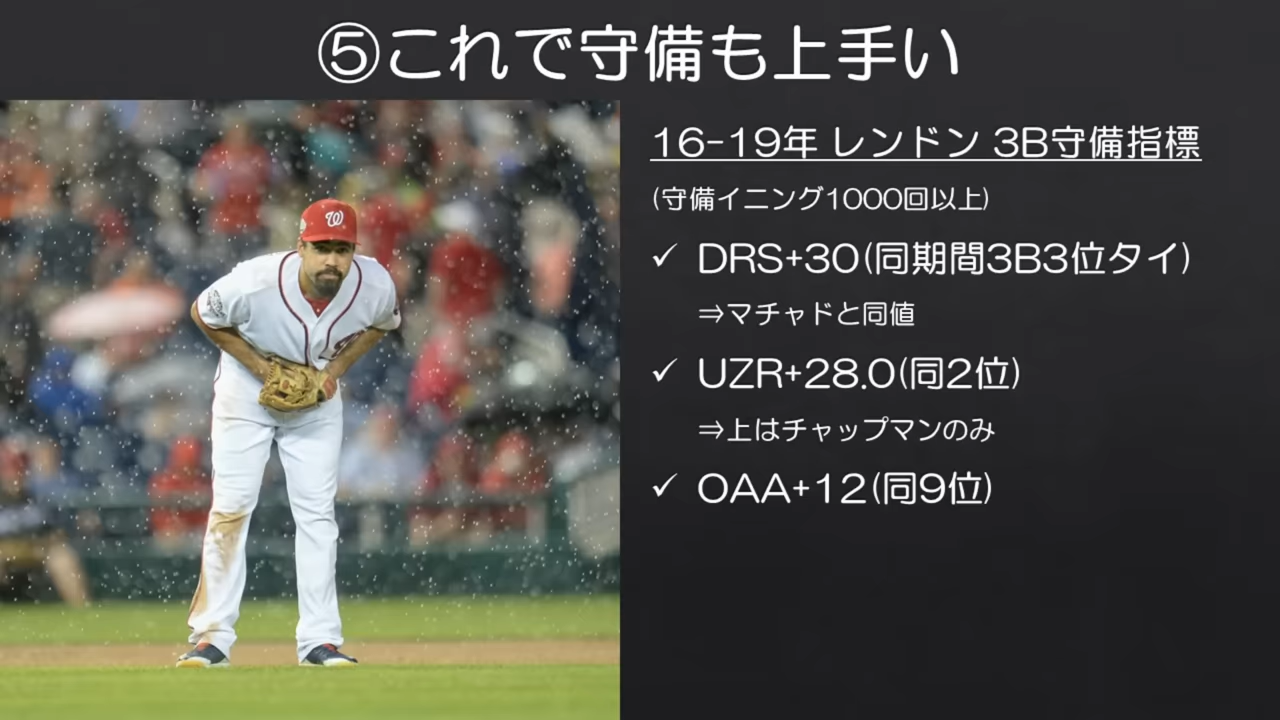 ⑤これで守備も上手い
16-19年 レンドン 3B守備指標
(守備イニング1000回以上)
✓ DRS+30(同期間3B3位タイ)
⇒マチャドと同値
✓ UZR+28.0(同2位)
⇒上はチャップマンのみ
✓ OAA+12(同9位)
W